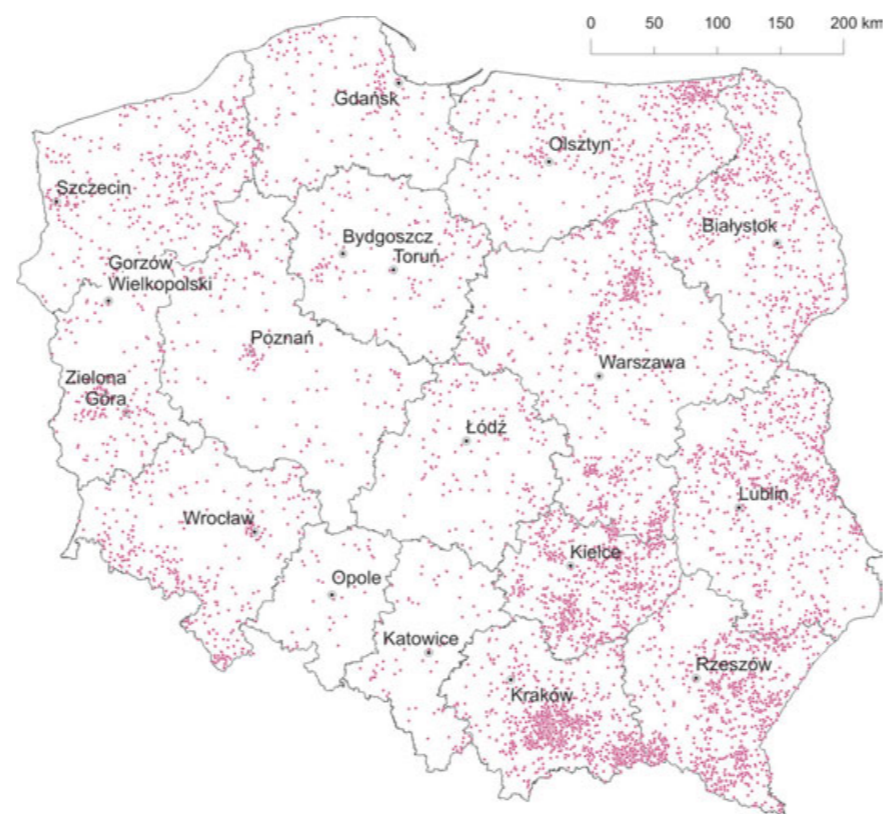 0 50 100 150 200 km
Gdańsk
Olsztyn
Szczecin
Białystok
Bydgoszcz
Toruń
Gorzów
Wielkopolski
Poznań
Warszawa
Zielona
Góra
Łódź
Lublin
Wrocław
Kielce
Opole
Katowice
Rzeszów
Kraków